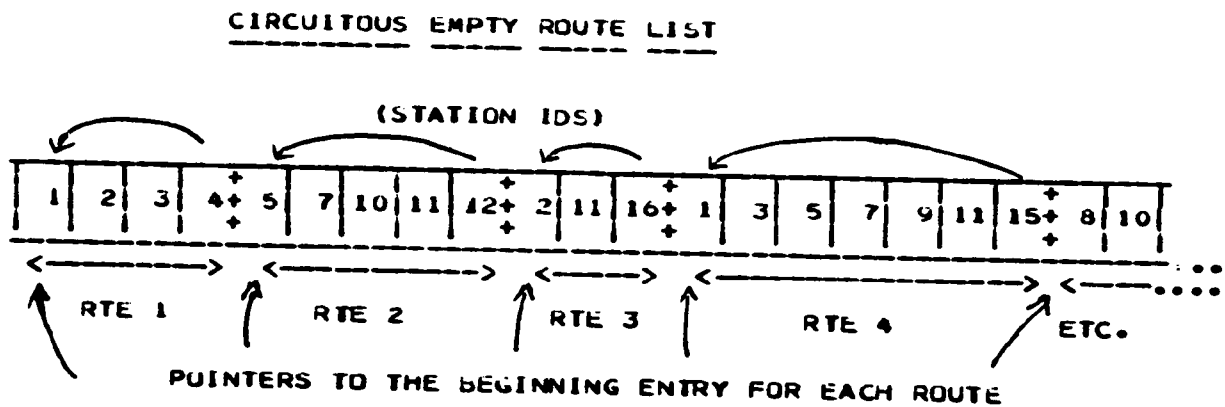 CIRCUITOUS EMPTY ROUTE LIST
(STATION IDS)
1 2 3 4 5 7 10 11 12 2 11 16 1 3 5 7 9 11 15 8 10
RTE 1 RTE 2 RTE 3 RTE 4 ETC.
POINTERS TO THE BEGINNING ENTRY FOR EACH ROUTE